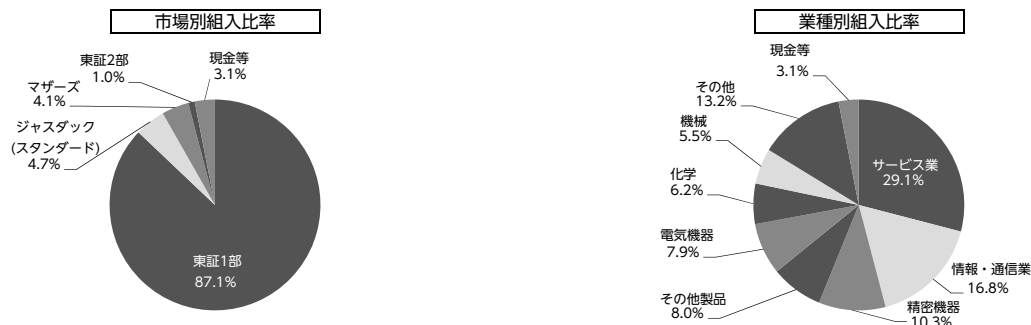 市場別組入比率
東証2部
1.0%
現金等
3.1%
マザーズ
4.1%
ジャスダック
(スタンダード)
4.7%
東証1部
87.1%
業種別組入比率
現金等
3.1%
その他
13.2%
機械
5.5%
化学
6.2%
電気機器
7.9%
その他製品
8.0%
サービス業
29.1%
情報・通信業
16.8%
精密機器
10.3%